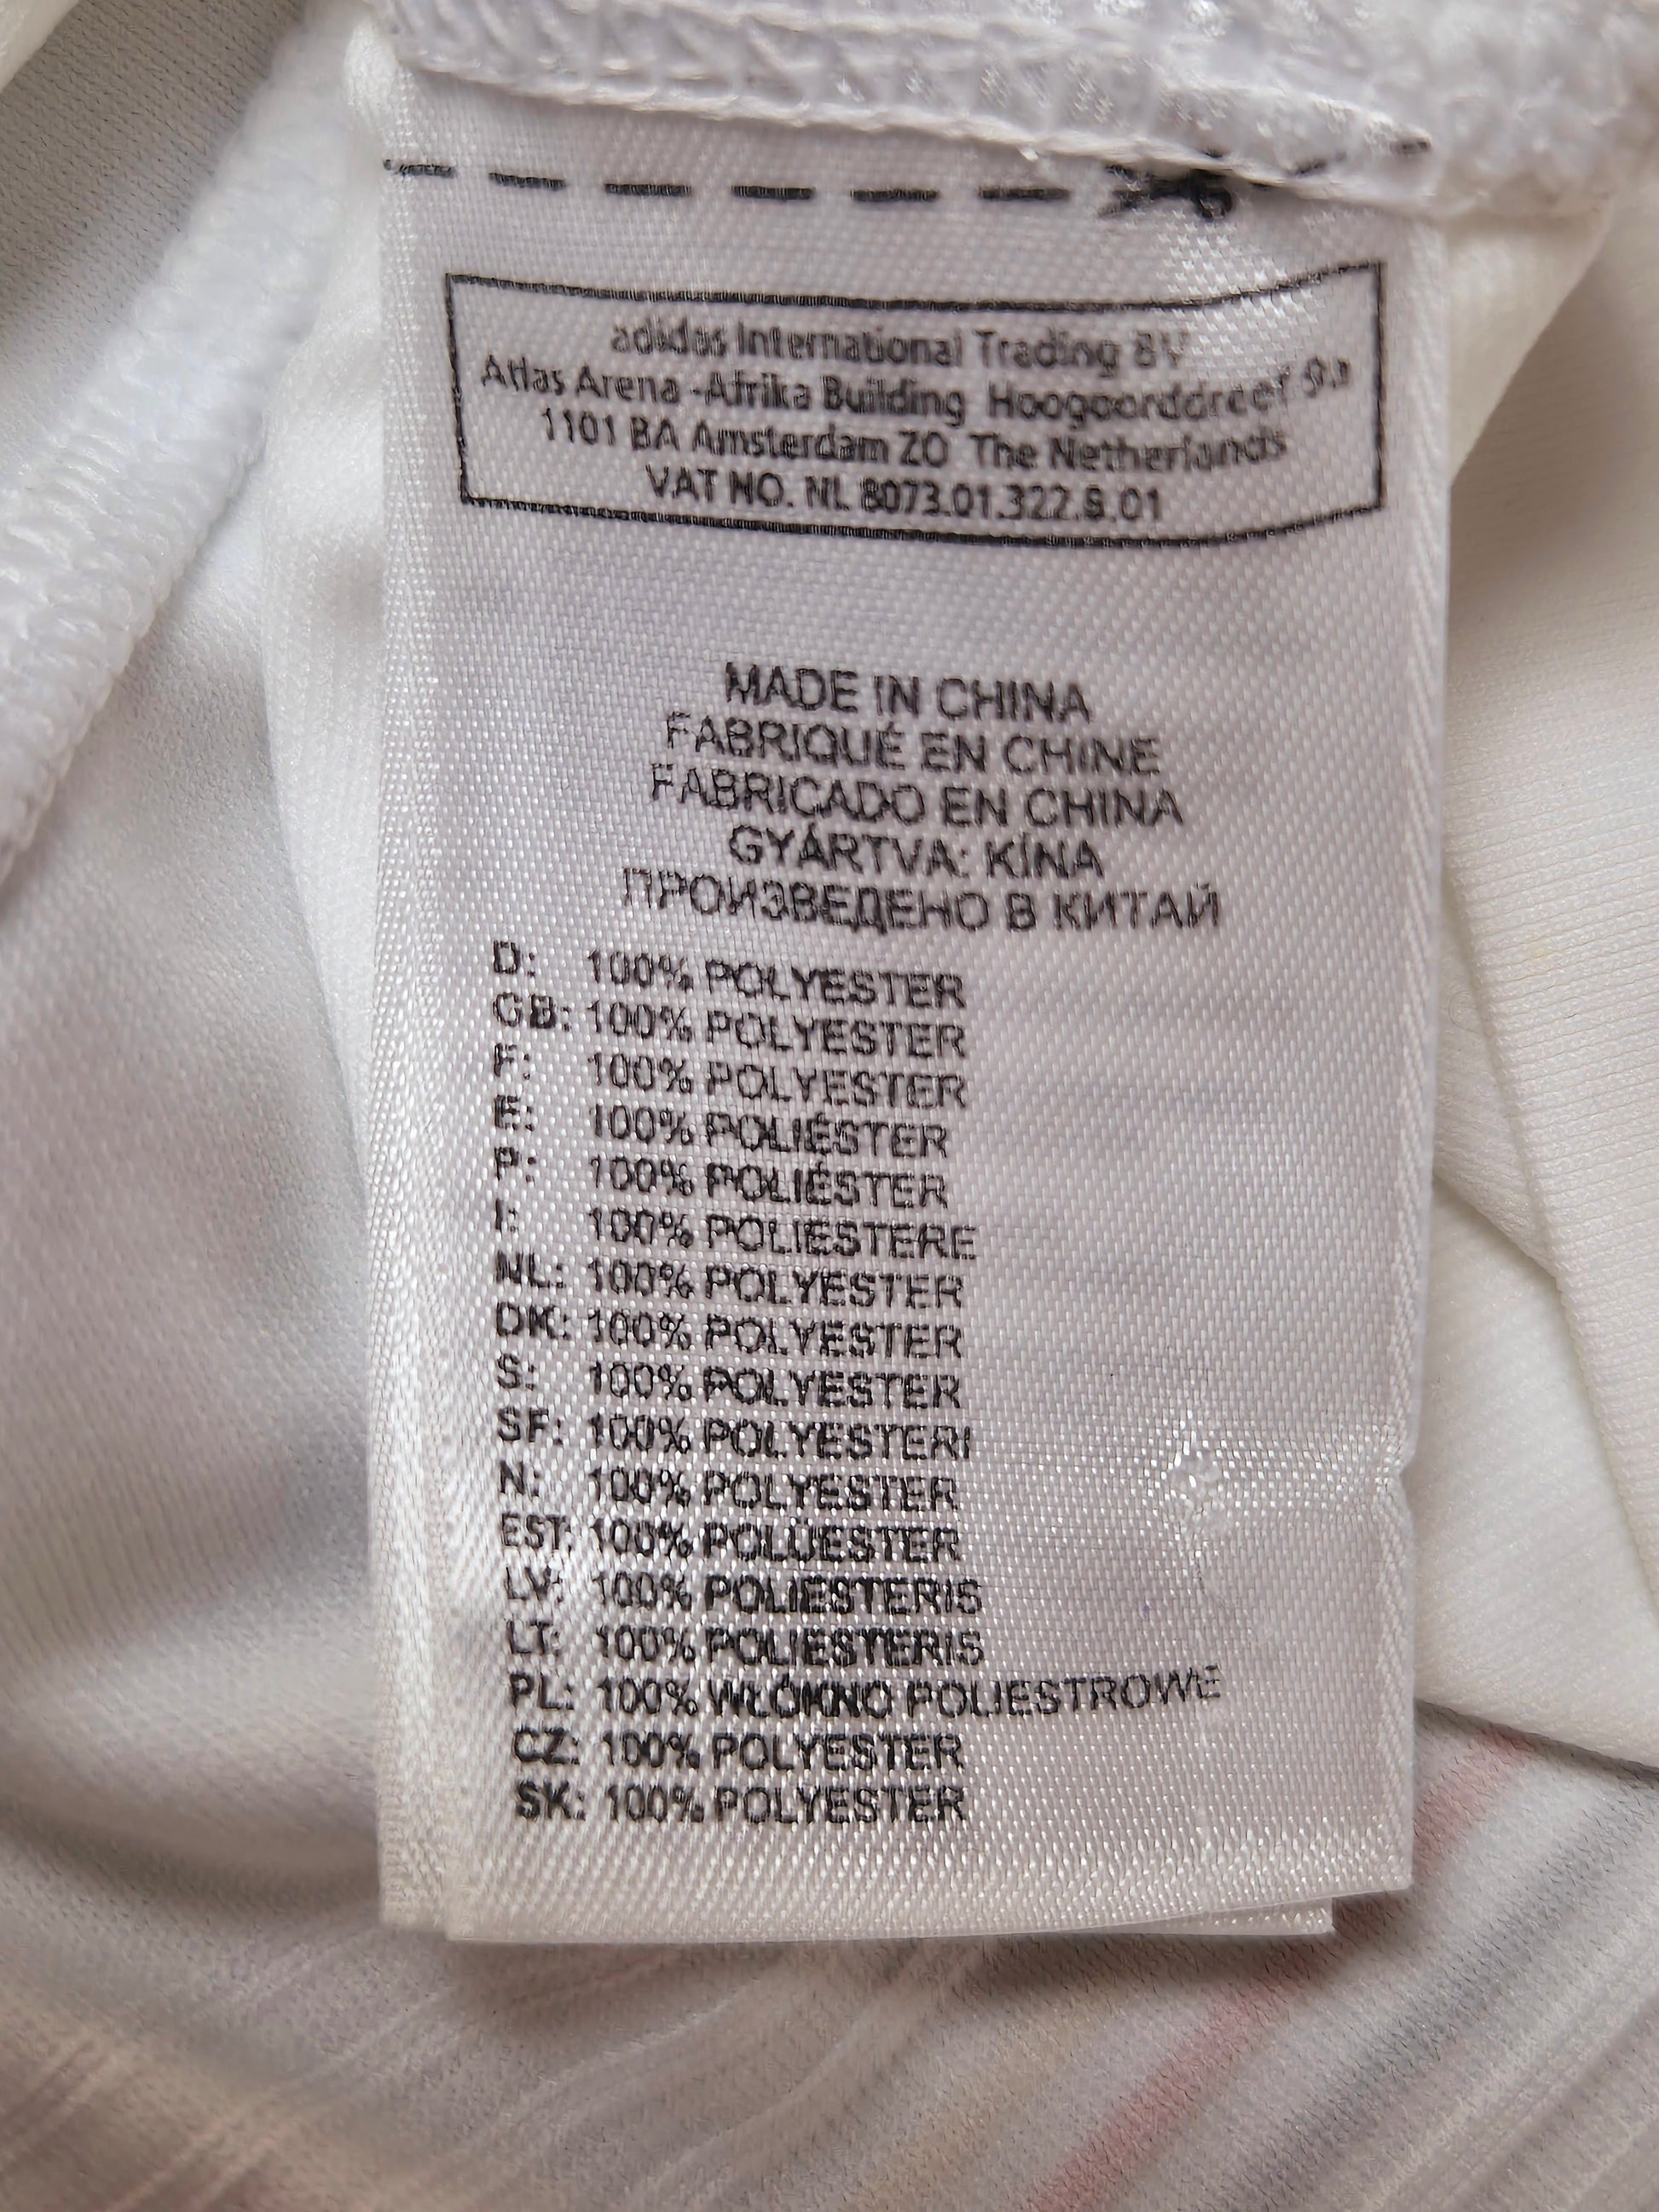 adidas International Trading BV
Atlas Arena -Afrika Building Hoogoorddreef 9a
1101 BA Amsterdam ZO The Netherlands
VAT NO. NL 8073.01.322.B.01
MADE IN CHINA
FABRIQUÉ EN CHINE
FABRICADO EN CHINA
GYÁRTVA: KÍNA
ПРОИЗВЕДЕНО В КИТАЙ
D: 100% POLYESTER
GB: 100% POLYESTER
F: 100% POLYESTER
E: 100% POLIÉSTER
P: 100% POLIÉSTER
I: 100% POLIESTERE
NL: 100% POLYESTER
DK: 100% POLYESTER
S: 100% POLYESTER
SF: 100% POLYESTERI
N: 100% POLYESTER
EST: 100% POLÜESTER
LV: 100% POLIESTERIS
LT: 100% POLIESTERIS
PL: 100% WŁÓKNO POLIESTROWE
CZ: 100% POLYESTER
SK: 100% POLYESTER